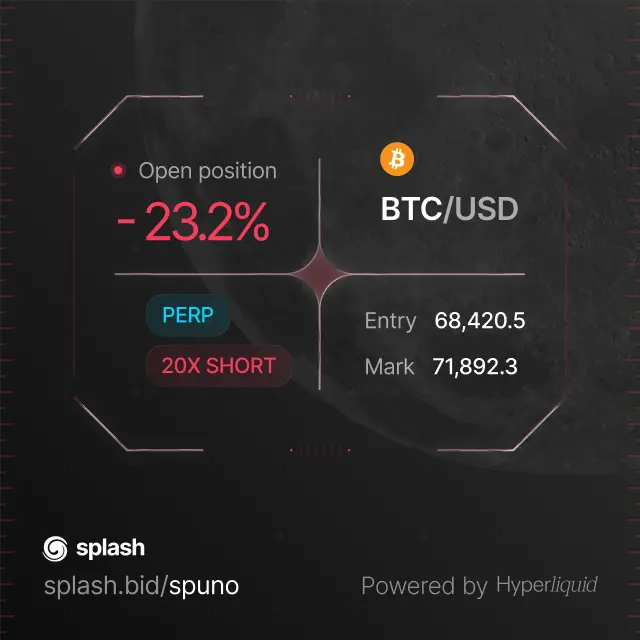 Open position
-23.2%
BTC/USD
PERP
20X SHORT
Entry 68,420.5
Mark 71,892.3
splash
splash.bid/spuno
Powered by Hyperliquid